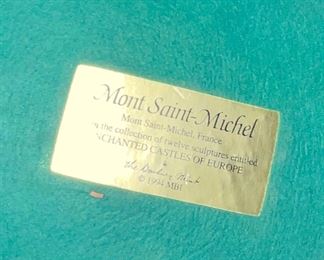 Mont Saint-Michel
Mont Saint-Michel, France
the collection of twelve sculptures entitled
NCHANTED CASTLES OF EUROPE
The Danbury Mint
© 1994 MBI